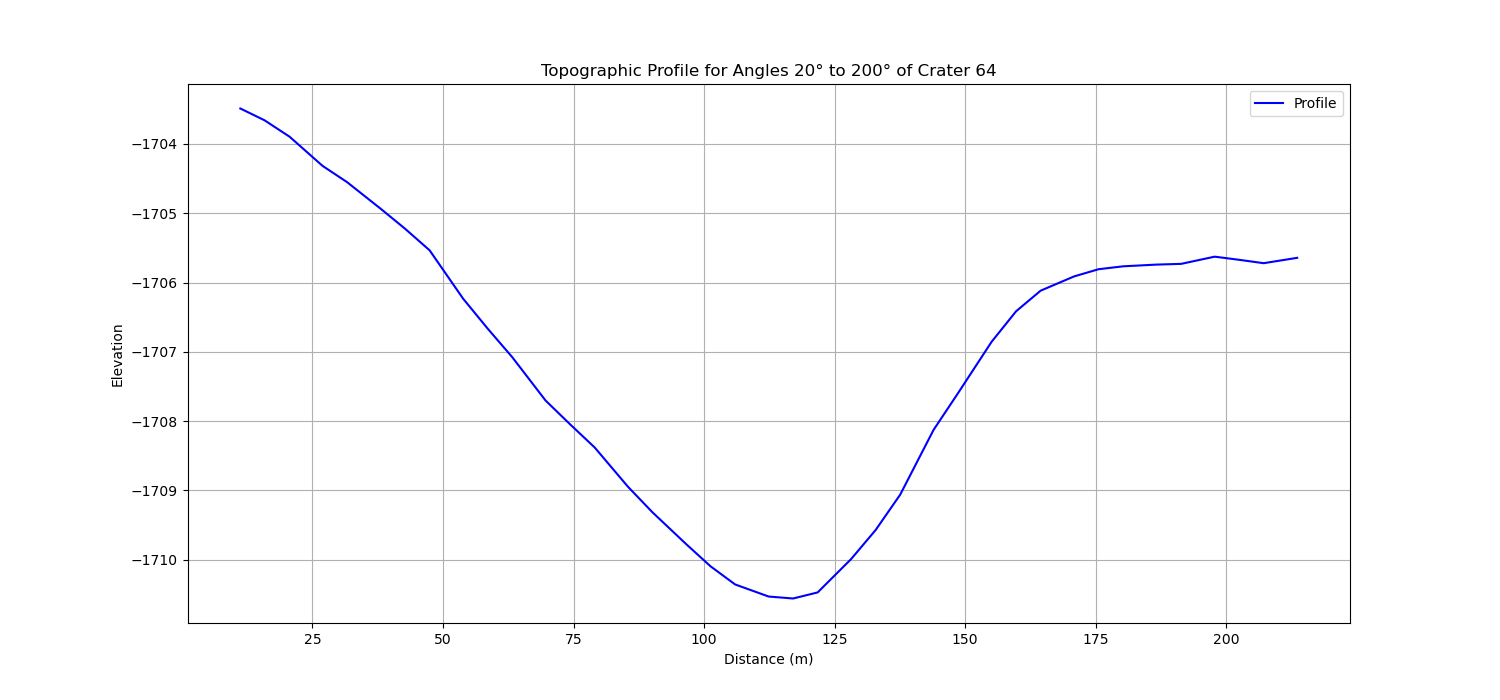 Topographic Profile for Angles 20° to 200° of Crater 64
Profile
−1704
−1705
−1706
−1707
−1708
−1709
−1710
Elevation
25 50 75 100 125 150 175 200
Distance (m)